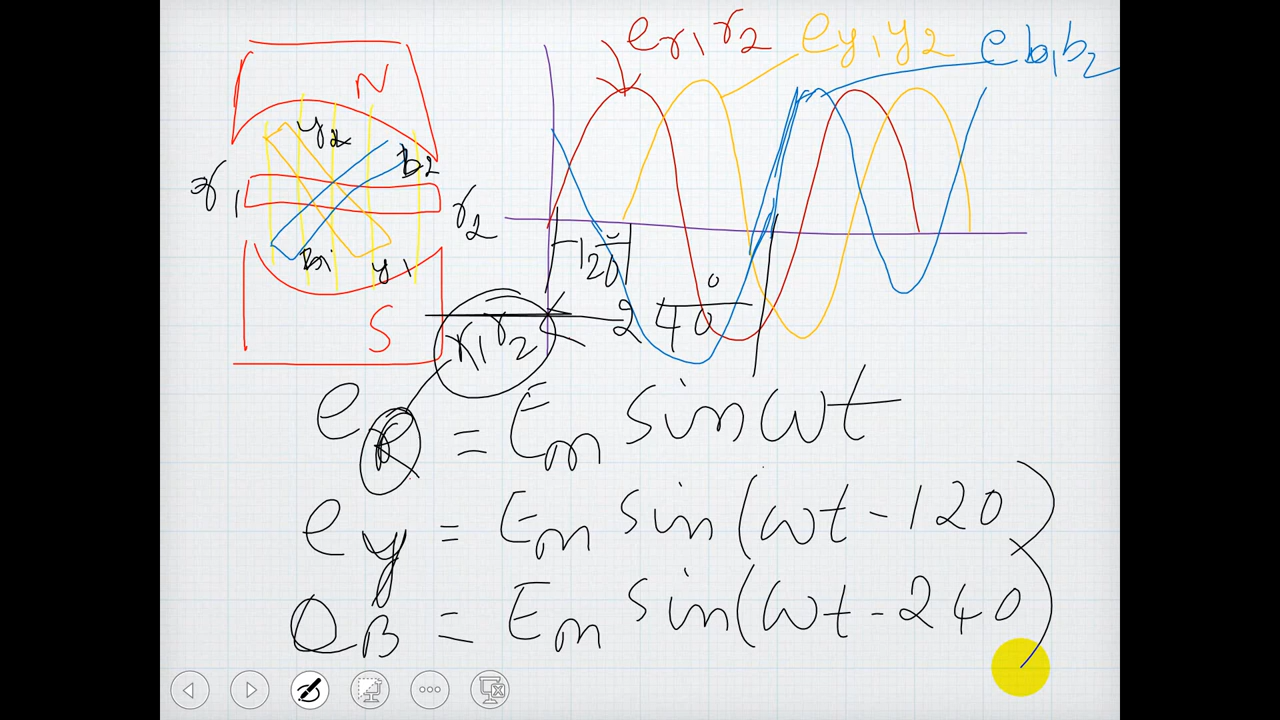 er1r2 ey1y2 eb1b2
N
y2 b2
r1 r2
B1 y1
S
-120° 240°
r1r2
eR = Em sin ωt
ey = Em sin(ωt-120)
eB = Em sin(ωt-240)